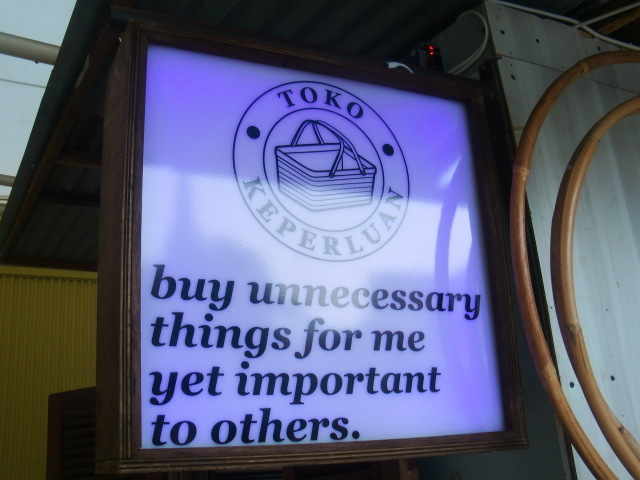 TOKO
KEPERLUAN
buy unnecessary
things for me
yet important
to others.